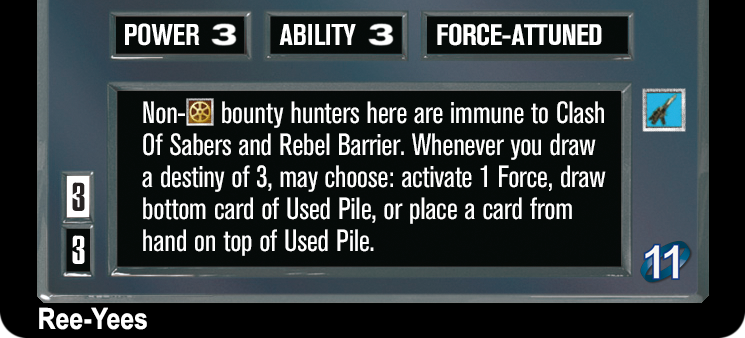 POWER 3 ABILITY 3 FORCE-ATTUNED
Non- bounty hunters here are immune to Clash
Of Sabers and Rebel Barrier. Whenever you draw
a destiny of 3, may choose: activate 1 Force, draw
bottom card of Used Pile, or place a card from
hand on top of Used Pile.
3
3
11
Ree-Yees